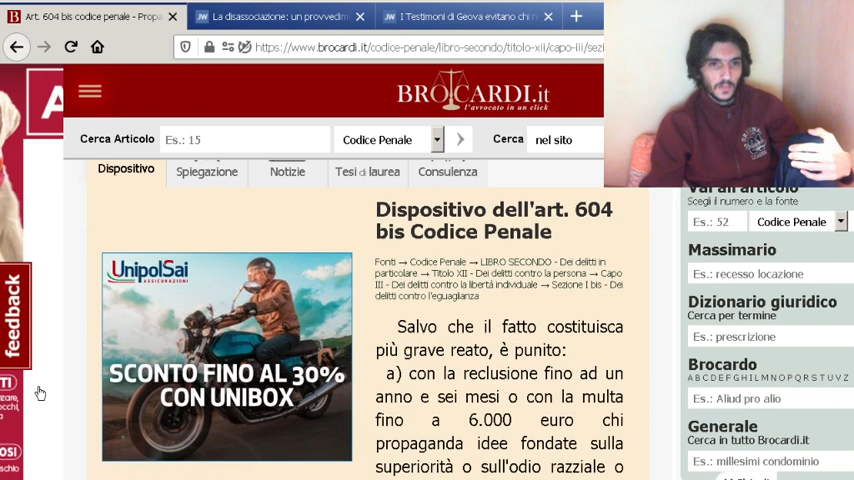 Art. 604 bis codice penale - Propa
La disassociazione: un provvedim
I Testimoni di Geova evitano chi n
https://www.brocardi.it/codice-penale/libro-secondo/titolo-xii/capo-iii/sezi
BROCARDI.it
l'avvocato in un click
Cerca Articolo
Es.: 15
Codice Penale
Cerca
nel sito
Dispositivo
Spiegazione
Notizie
Tesi di laurea
Consulenza
Dispositivo dell'art. 604
bis Codice Penale
Fonti → Codice Penale → LIBRO SECONDO - Dei delitti in
particolare → Titolo XII - Dei delitti contro la persona → Capo
III - Dei delitti contro la libertà individuale → Sezione I bis - Dei
delitti contro l'eguaglianza
Salvo che il fatto costituisca
più grave reato, è punito:
a) con la reclusione fino ad un
anno e sei mesi o con la multa
fino a 6.000 euro chi
propaganda idee fondate sulla
superiorità o sull'odio razziale o
UnipolSai
ASSICURAZIONI
SCONTO FINO AL 30%
CON UNIBOX
feedback
Vai all'articolo
Scegli il numero e la fonte
Es.: 52
Codice Penale
Massimario
Es.: recesso locazione
Dizionario giuridico
Cerca per termine
Es.: prescrizione
Brocardo
A B C D E F G H I L M N O P Q R S T U V Z
Es.: Aliud pro alio
Generale
Cerca in tutto Brocardi.it
Es.: millesimi condominio